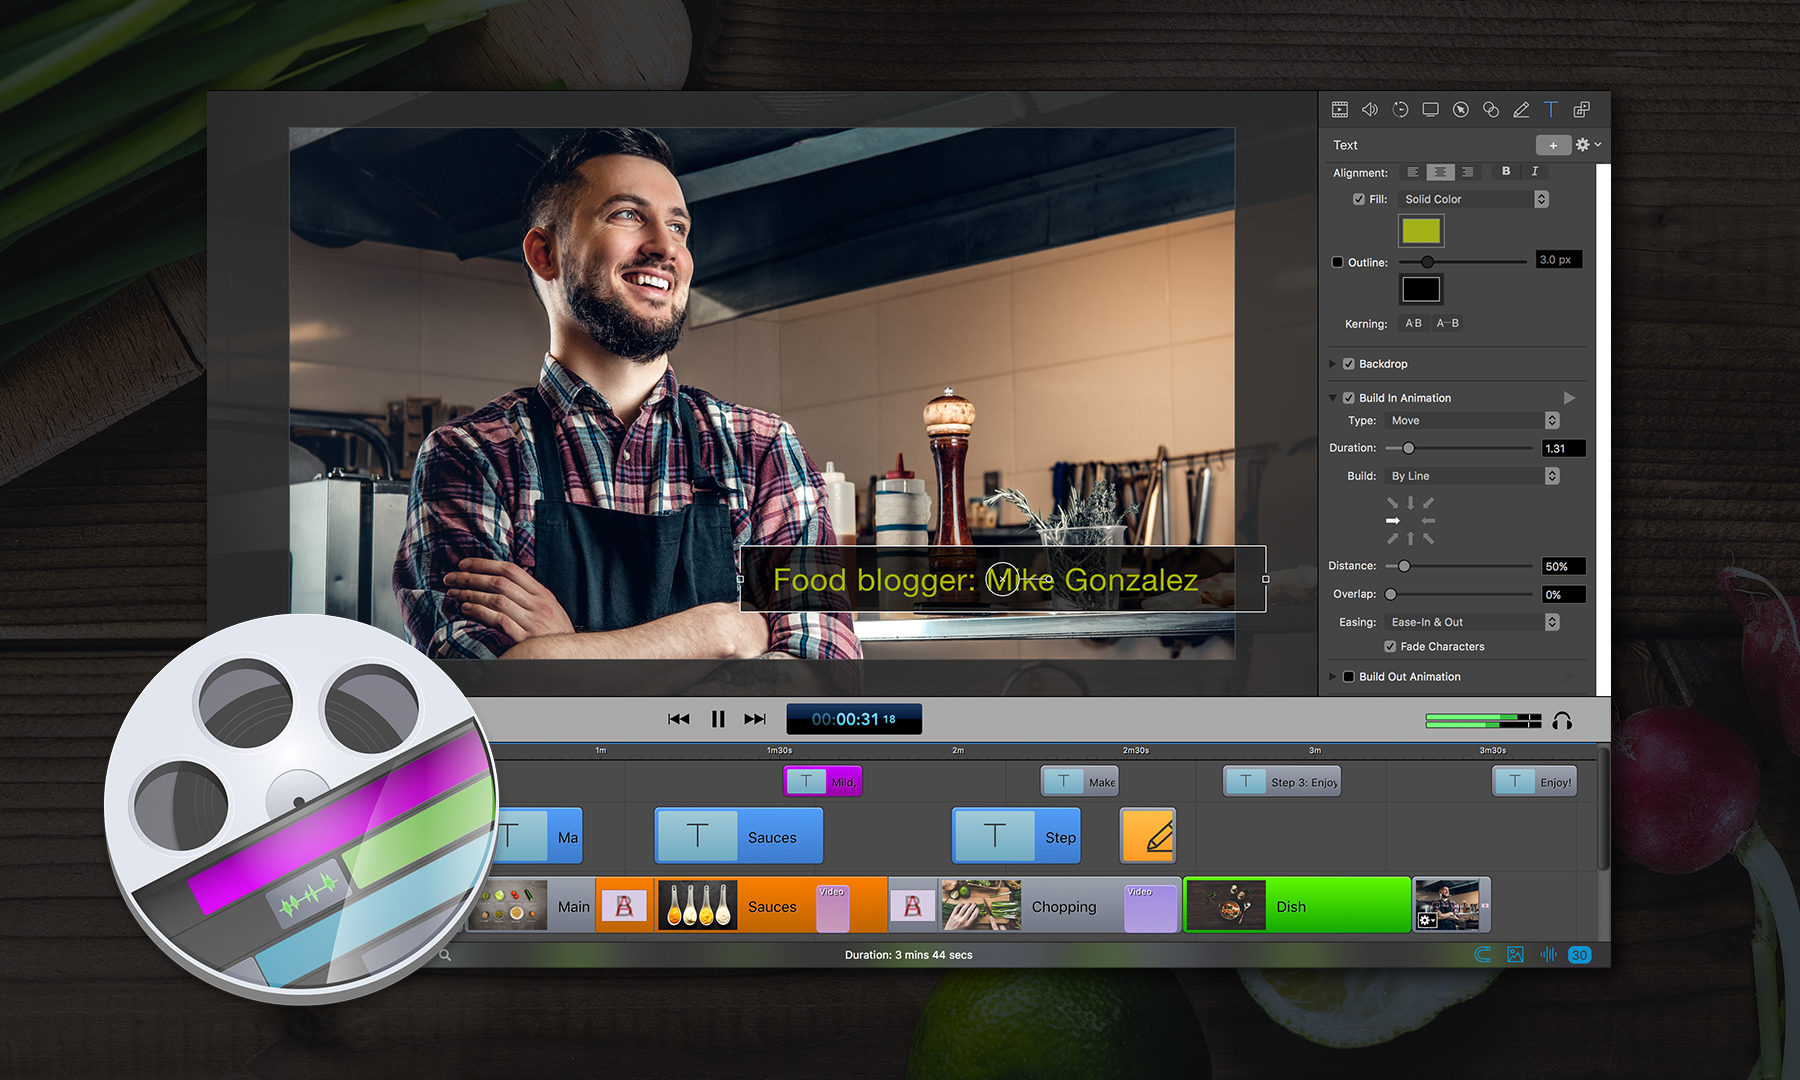 Text
+
Alignment:
B I
Fill: Solid Color
Outline: 3.0 px
Kerning: AB A–B
Backdrop
Build In Animation
Type: Move
Duration: 1.31
Build: By Line
Distance: 50%
Overlap: 0%
Easing: Ease-In & Out
Fade Characters
Build Out Animation
Food blogger: Mike Gonzalez
00:00:31 18
1m 1m30s 2m 2m30s 3m 3m30s
T Mild, T Make T Step 3: Enjoy T Enjoy!
T Ma T Sauces T Step
Main A B Sauces Video A B Chopping Video Dish
Duration: 3 mins 44 secs
30